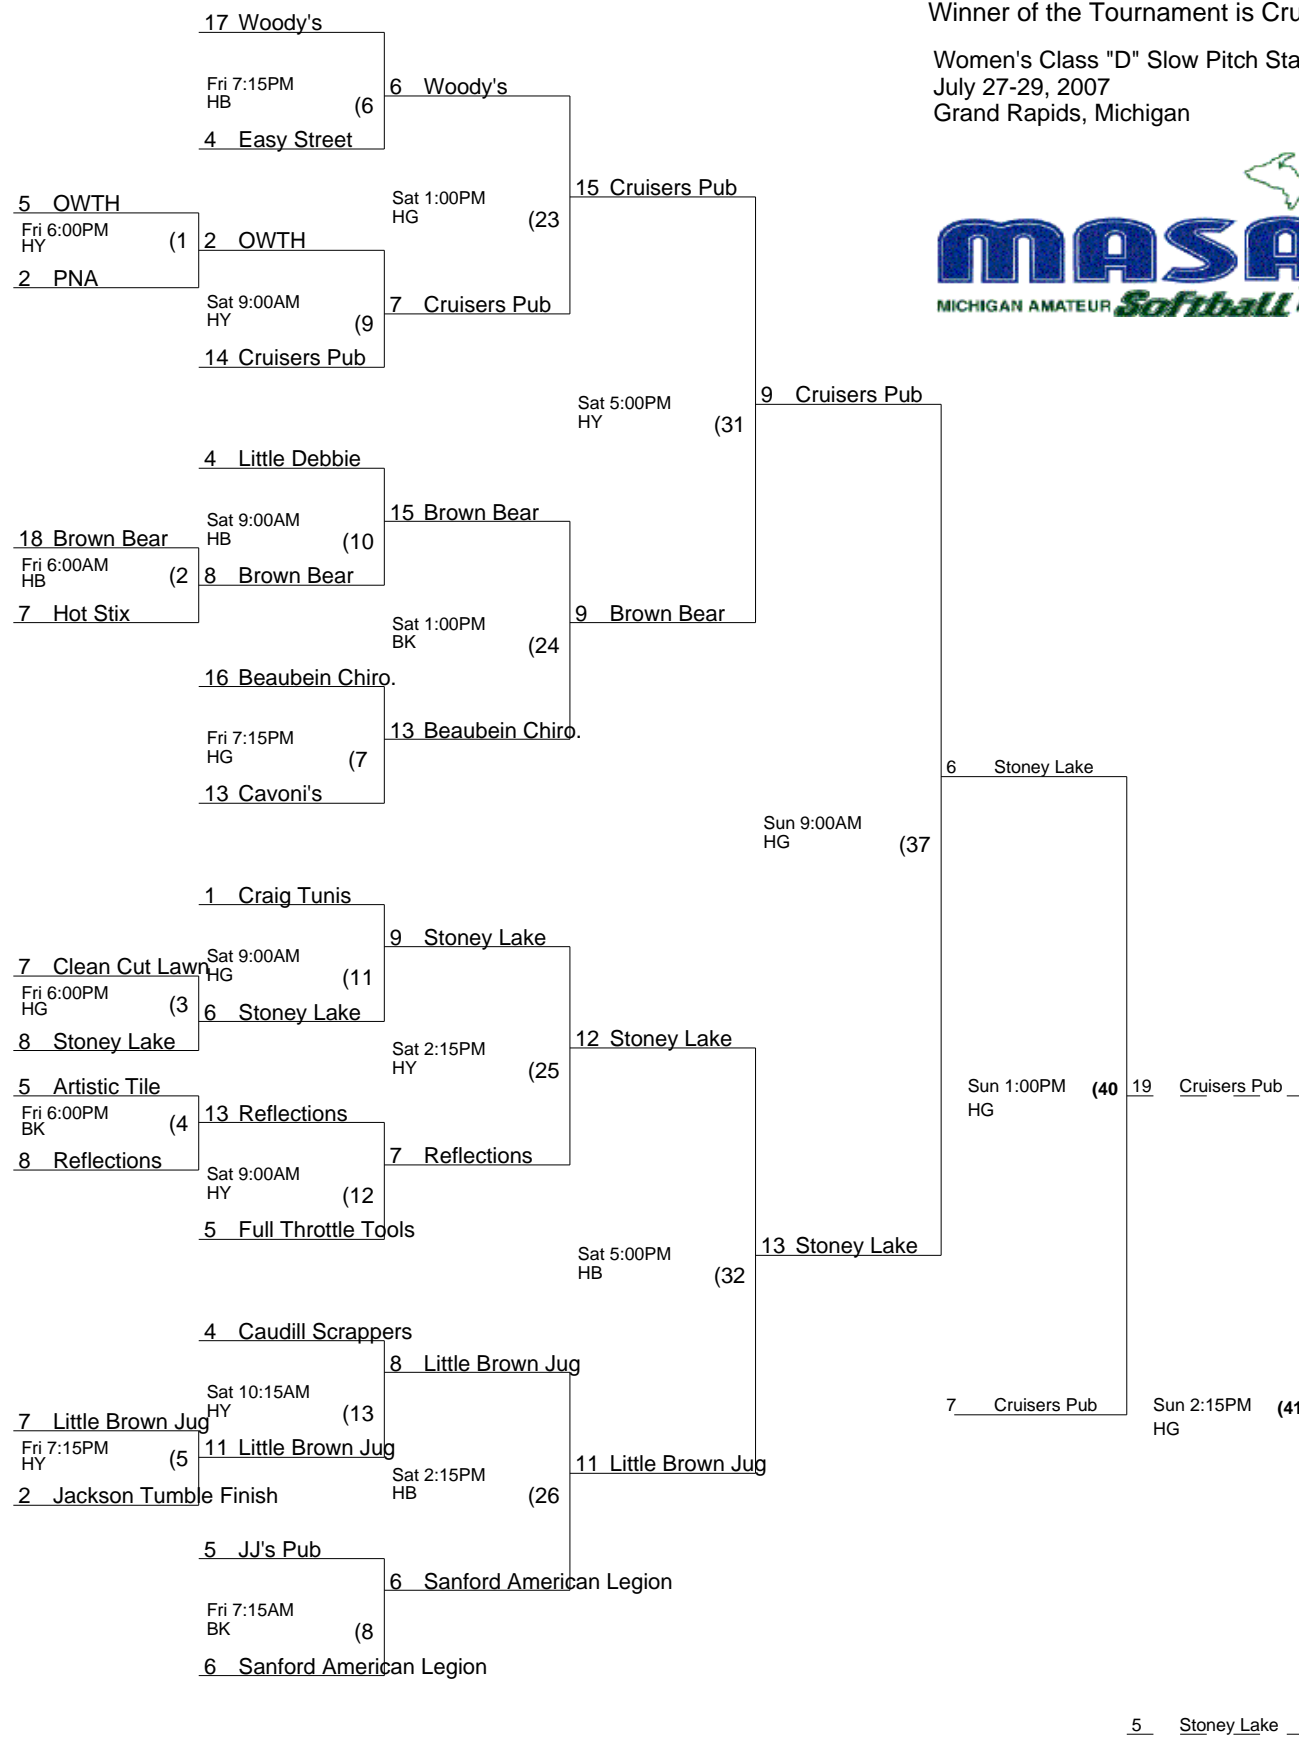 Winner of the Tournament is Cru
Women's Class "D" Slow Pitch Sta
July 27-29, 2007
Grand Rapids, Michigan
MASA
MICHIGAN AMATEUR Softball
17 Woody's
Fri 7:15PM
HB (6
4 Easy Street
6 Woody's
5 OWTH
Fri 6:00PM
HY (1
2 PNA
2 OWTH
Sat 9:00AM
HY (9
14 Cruisers Pub
7 Cruisers Pub
Sat 1:00PM
HG (23
15 Cruisers Pub
4 Little Debbie
Sat 9:00AM
HB (10
18 Brown Bear
Fri 6:00AM
HB (2
7 Hot Stix
8 Brown Bear
15 Brown Bear
Sat 1:00PM
BK (24
9 Brown Bear
16 Beaubein Chiro.
Fri 7:15PM
HG (7
13 Cavoni's
13 Beaubein Chiro.
Sat 5:00PM
HY (31
9 Cruisers Pub
1 Craig Tunis
Sat 9:00AM
HG (11
7 Clean Cut Lawn
Fri 6:00PM
HG (3
8 Stoney Lake
6 Stoney Lake
9 Stoney Lake
5 Artistic Tile
Fri 6:00PM
BK (4
8 Reflections
13 Reflections
Sat 9:00AM
HY (12
5 Full Throttle Tools
7 Reflections
Sat 2:15PM
HY (25
12 Stoney Lake
4 Caudill Scrappers
Sat 10:15AM
HY (13
7 Little Brown Jug
Fri 7:15PM
HY (5
2 Jackson Tumble Finish
11 Little Brown Jug
8 Little Brown Jug
Sat 2:15PM
HB (26
11 Little Brown Jug
5 JJ's Pub
Fri 7:15AM
BK (8
6 Sanford American Legion
6 Sanford American Legion
Sat 5:00PM
HB (32
13 Stoney Lake
Sun 9:00AM
HG (37
6 Stoney Lake
Sun 1:00PM (40
HG
19 Cruisers Pub
7 Cruisers Pub
Sun 2:15PM (41
HG
5 Stoney Lake